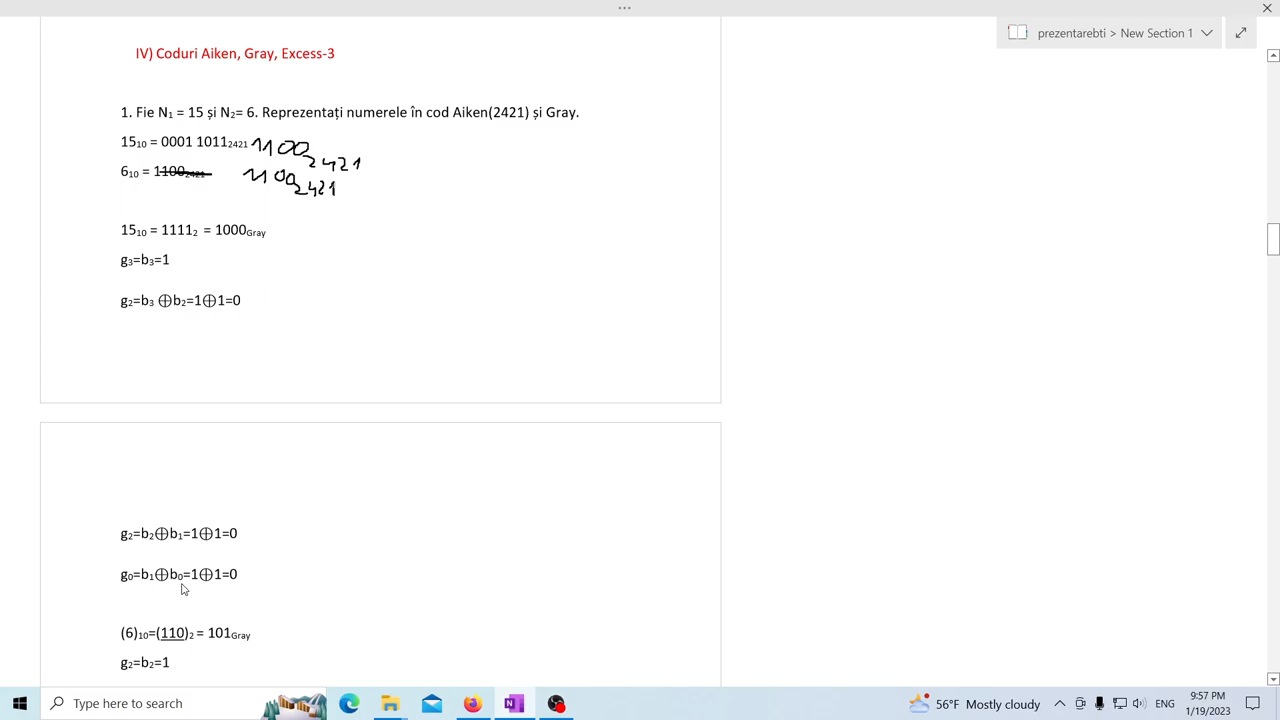 prezentarebti > New Section 1
IV) Coduri Aiken, Gray, Excess-3
1. Fie N₁ = 15 și N₂= 6. Reprezentați numerele în cod Aiken(2421) și Gray.
15₁₀ = 0001 1011₂₄₂₁ 1100₂₄₂₁
6₁₀ = 1100₂₄₂₁ 1100₂₄₂₁
15₁₀ = 1111₂ = 1000Gray
g₃=b₃=1
g₂=b₃ ⊕b₂=1⊕1=0
g₂=b₂⊕b₁=1⊕1=0
g₀=b₁⊕b₀=1⊕1=0
(6)₁₀=(110)₂ = 101Gray
g₂=b₂=1
Type here to search
56°F Mostly cloudy
ENG
9:57 PM
1/19/2023